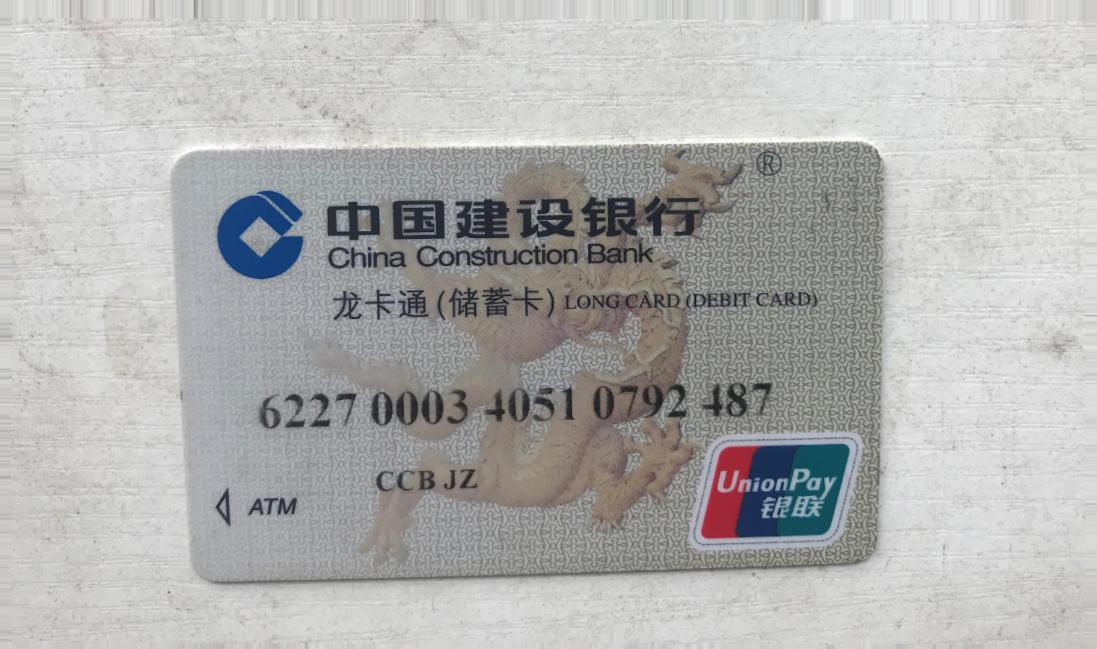 ®
中国建设银行
China Construction Bank
龙卡通(储蓄卡) LONG CARD (DEBIT CARD)
6227 0003 4051 0792 487
CCB JZ
ATM
UnionPay
银联